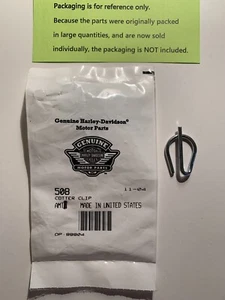 Packaging is for reference only.
Because the parts were originally packed
in large quantities, and are now sold
individually, the packaging is NOT included.
Genuine Harley-Davidson®
Motor Parts
GENUINE
MOTOR PARTS
508
11-04
COTTER CLIP
MADE IN UNITED STATES